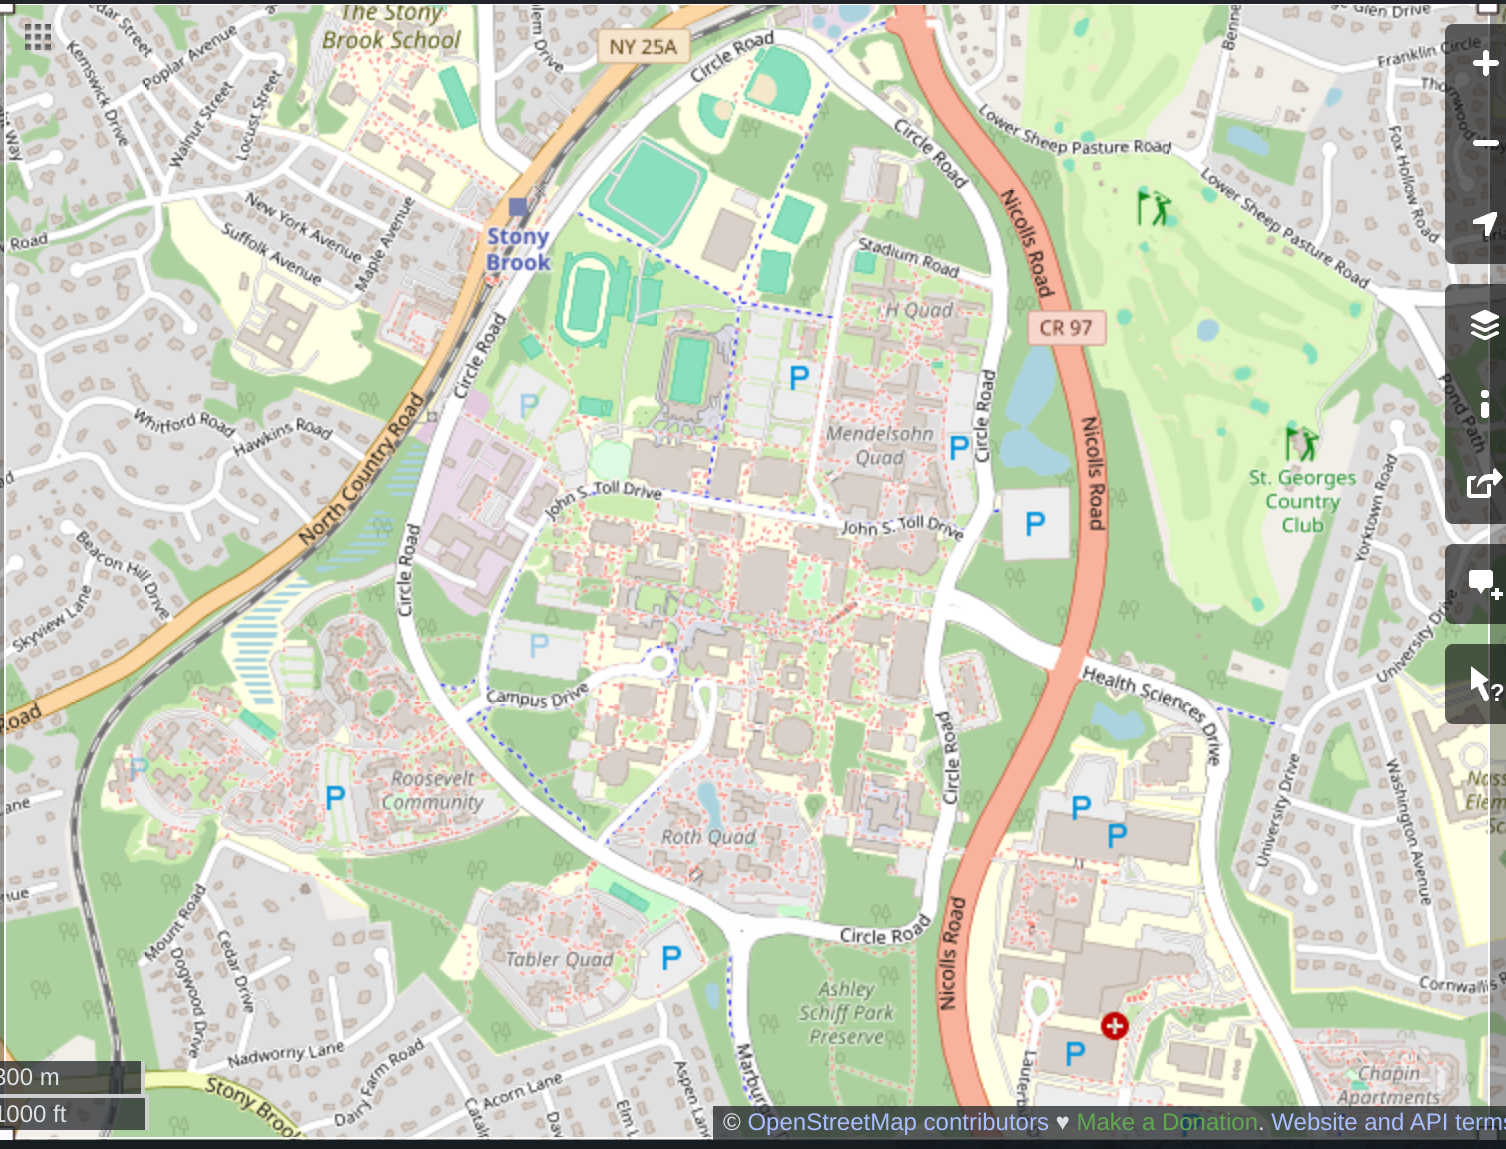 The Stony
Brook School
NY 25A
Circle Road
Glen Drive
Franklin Circle
Poplar Avenue
Kenswick Drive
Walnut Street
Locust Street
Circle Road
Lower Sheep Pasture Road
Fox Hollow Road
Lower Sheep Pasture Road
Nicolls Road
New York Avenue
Suffolk Avenue
Maple Avenue
Road
Stony
Brook
Stadium Road
H Quad
CR 97
Circle Road
P
P
Circle Road
Whitford Road
Hawkins Road
North Country Road
Mendelsohn
Quad
P
Nicolls Road
Pond Path
St. Georges
Country
Club
Yorktown Road
John S. Toll Drive
John S. Toll Drive
P
Beacon Hill Drive
Skyview Lane
Circle Road
P
University Drive
Campus Drive
Health Sciences Drive
Road
Circle Road
P
Roosevelt
Community
P
P
P
University Drive
Washington Avenue
Roth Quad
Mount Road
Dogwood Drive
Cedar Drive
Tabler Quad
P
Circle Road
Nicolls Road
Ashley
Schiff Park
Preserve
Cornwallis
Nadworny Lane
Dairy Farm Road
Acorn Lane
Aspen Lane
P
Chapin
Apartments
Stony Brook
300 m
1000 ft
© OpenStreetMap contributors ♥ Make a Donation. Website and API terms